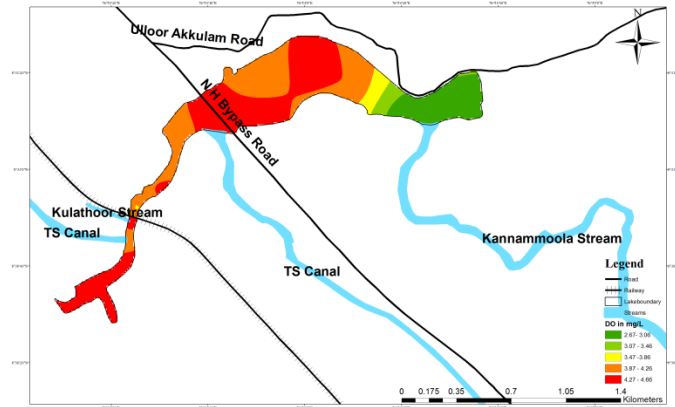 Ulloor Akkulam Road
N
N H Bypass Road
Kulathoor Stream
TS Canal
Kannammoola Stream
TS Canal
Legend
Road
Railway
Lakeboundary
Streams
DO in mg/L
2.67- 3.06
3.07 - 3.46
3.47-3.86
3.87 - 4.26
4.27 - 4.66
0 0.175 0.35 0.7 1.05 1.4
Kilometers